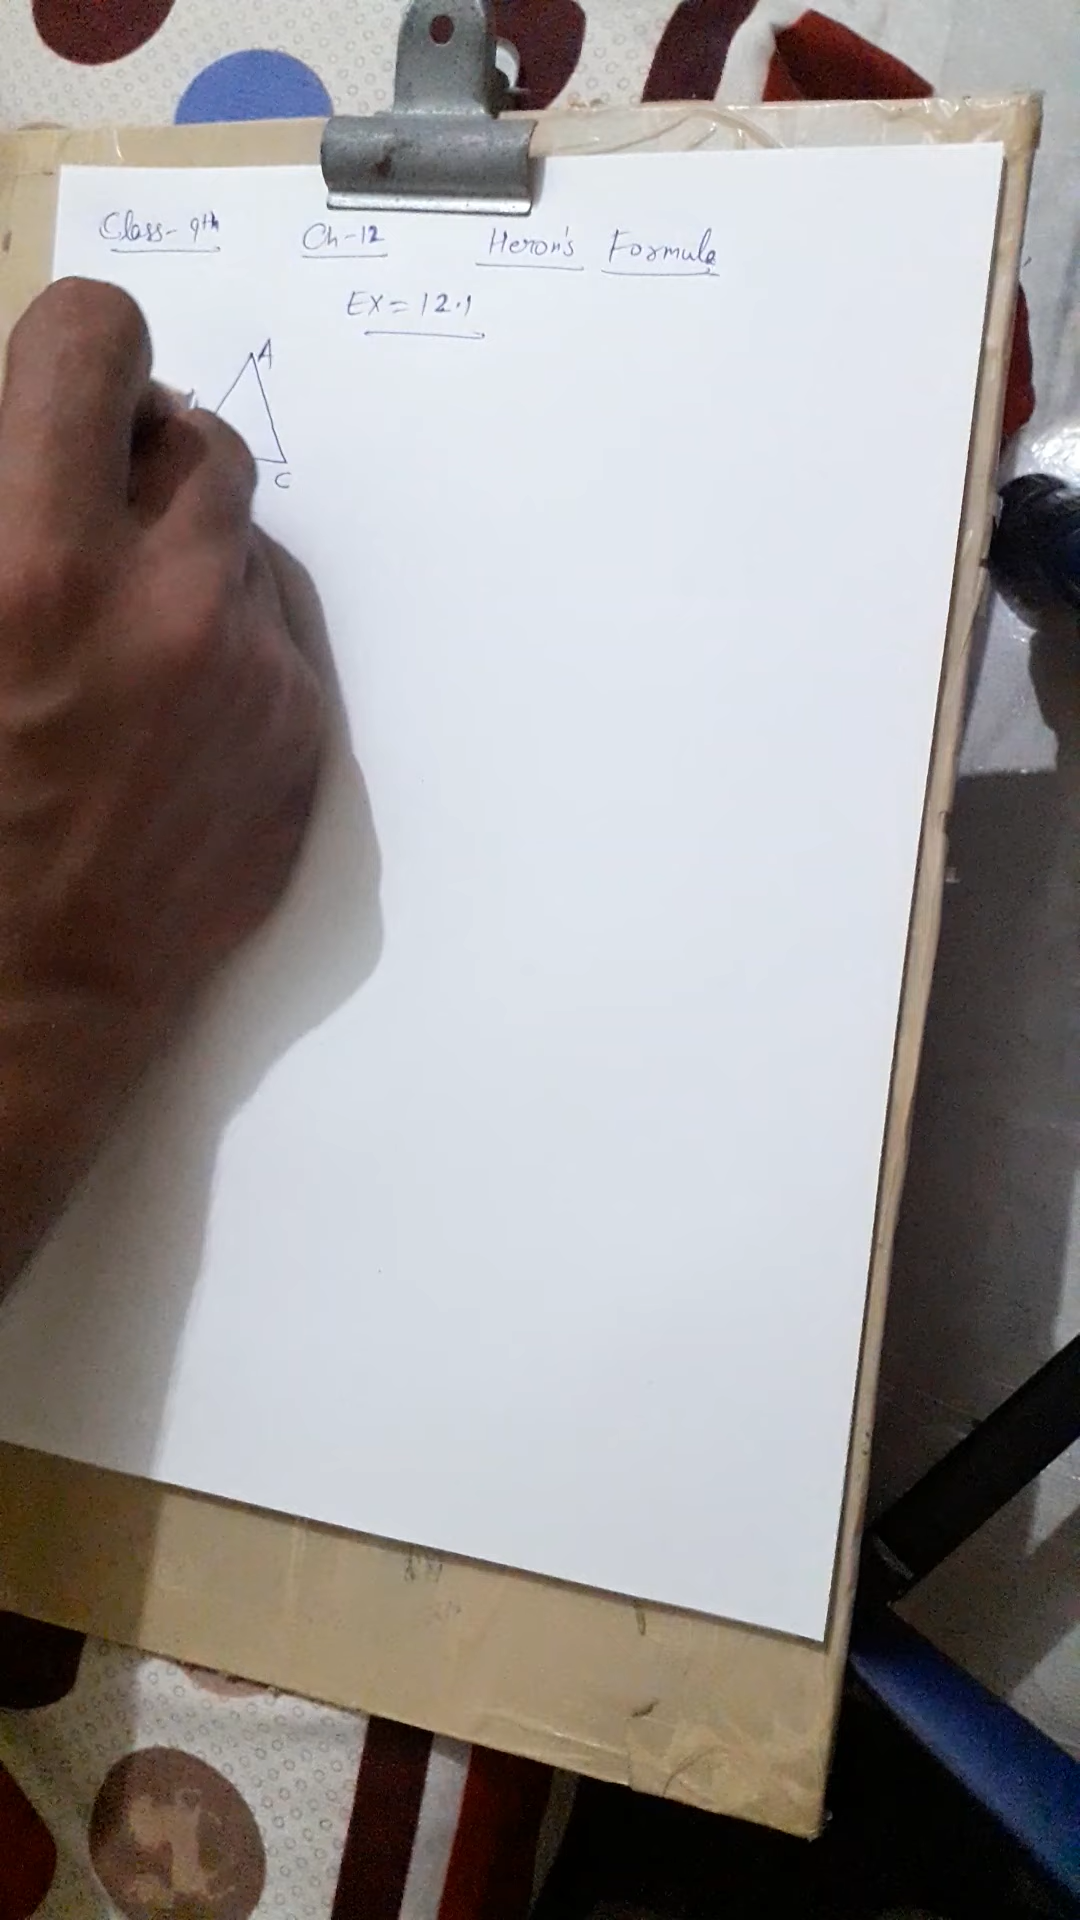 Class- 9th Ch-12 Heron's Formula
EX = 12.1
A
C